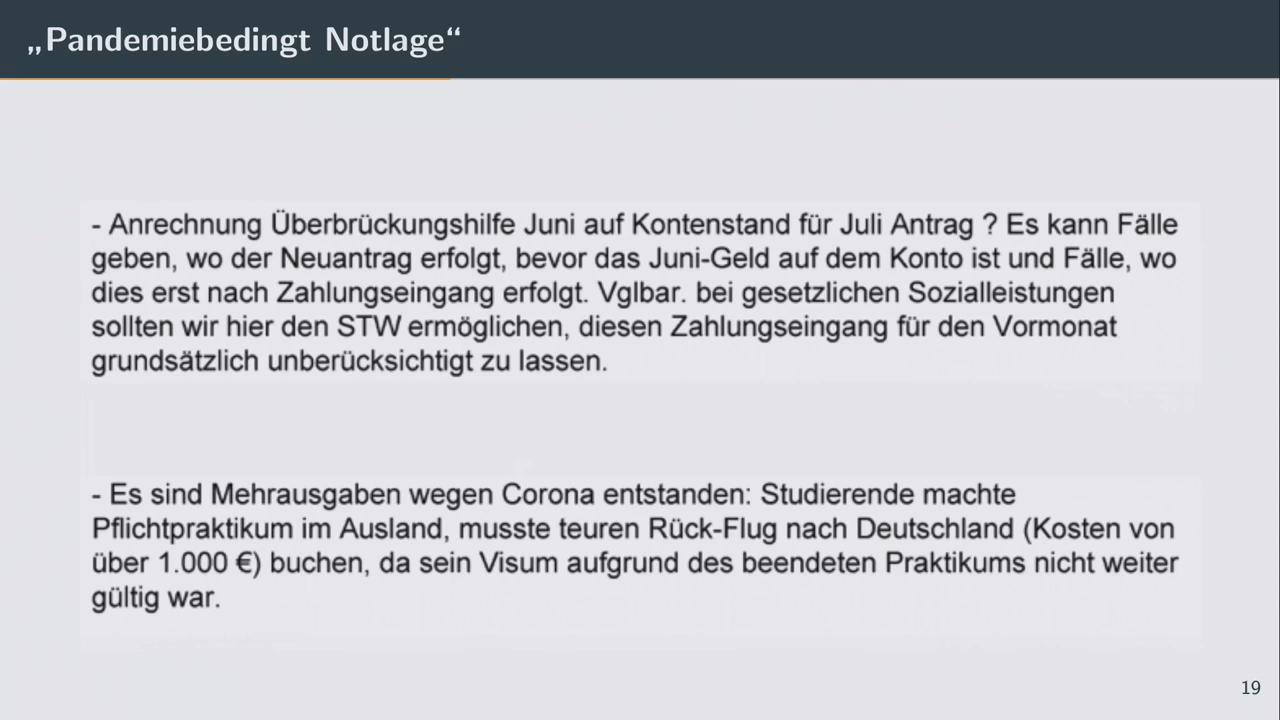 „Pandemiebedingt Notlage“
- Anrechnung Überbrückungshilfe Juni auf Kontenstand für Juli Antrag ? Es kann Fälle
geben, wo der Neuantrag erfolgt, bevor das Juni-Geld auf dem Konto ist und Fälle, wo
dies erst nach Zahlungseingang erfolgt. Vglbar. bei gesetzlichen Sozialleistungen
sollten wir hier den STW ermöglichen, diesen Zahlungseingang für den Vormonat
grundsätzlich unberücksichtigt zu lassen.
- Es sind Mehrausgaben wegen Corona entstanden: Studierende machte
Pflichtpraktikum im Ausland, musste teuren Rück-Flug nach Deutschland (Kosten von
über 1.000 €) buchen, da sein Visum aufgrund des beendeten Praktikums nicht weiter
gültig war.
19